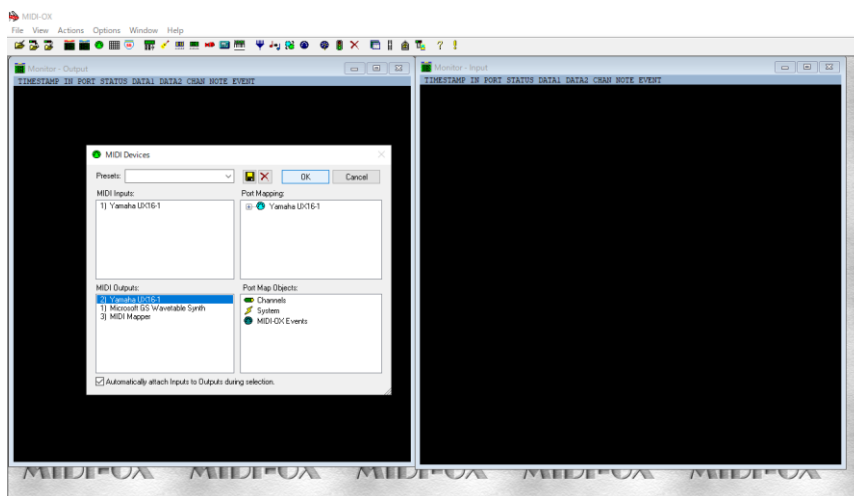 MIDI-OX
File View Actions Options Window Help
Monitor - Output
TIMESTAMP IN PORT STATUS DATA1 DATA2 CHAN NOTE EVENT
Monitor - Input
TIMESTAMP IN PORT STATUS DATA1 DATA2 CHAN NOTE EVENT
MIDI Devices
Presets:
OK Cancel
MIDI Inputs:
1) Yamaha UX16-1
Port Mapping:
Yamaha UX16-1
MIDI Outputs:
2) Yamaha UX16-1
1) Microsoft GS Wavetable Synth
3) MIDI Mapper
Port Map Objects:
Channels
System
MIDI-OX Events
Automatically attach Inputs to Outputs during selection.
MIDI-OX MIDI-OX MIDI-OX MIDI-OX MIDI-OX